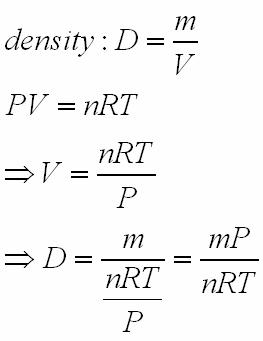 density: D = m/V
PV = nRT
⇒ V = nRT/P
⇒ D = m/(nRT/P) = mP/nRT